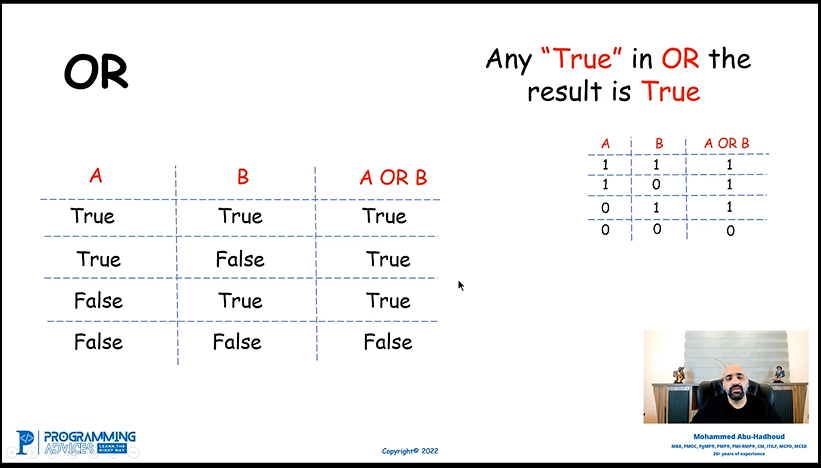 OR
Any “True” in OR the
result is True
A B A OR B
True True True
True False True
False True True
False False False
A B A OR B
1 1 1
1 0 1
0 1 1
0 0 0
PROGRAMMING
ADVICES LEARN THE
RIGHT WAY
Copyright© 2022
Mohammed Abu-Hadhoud
MBA, PMOC, PgMP®, PMP®, PMI-RMP®, CM, ITILF, MCPD, MCSD
26+ years of experience